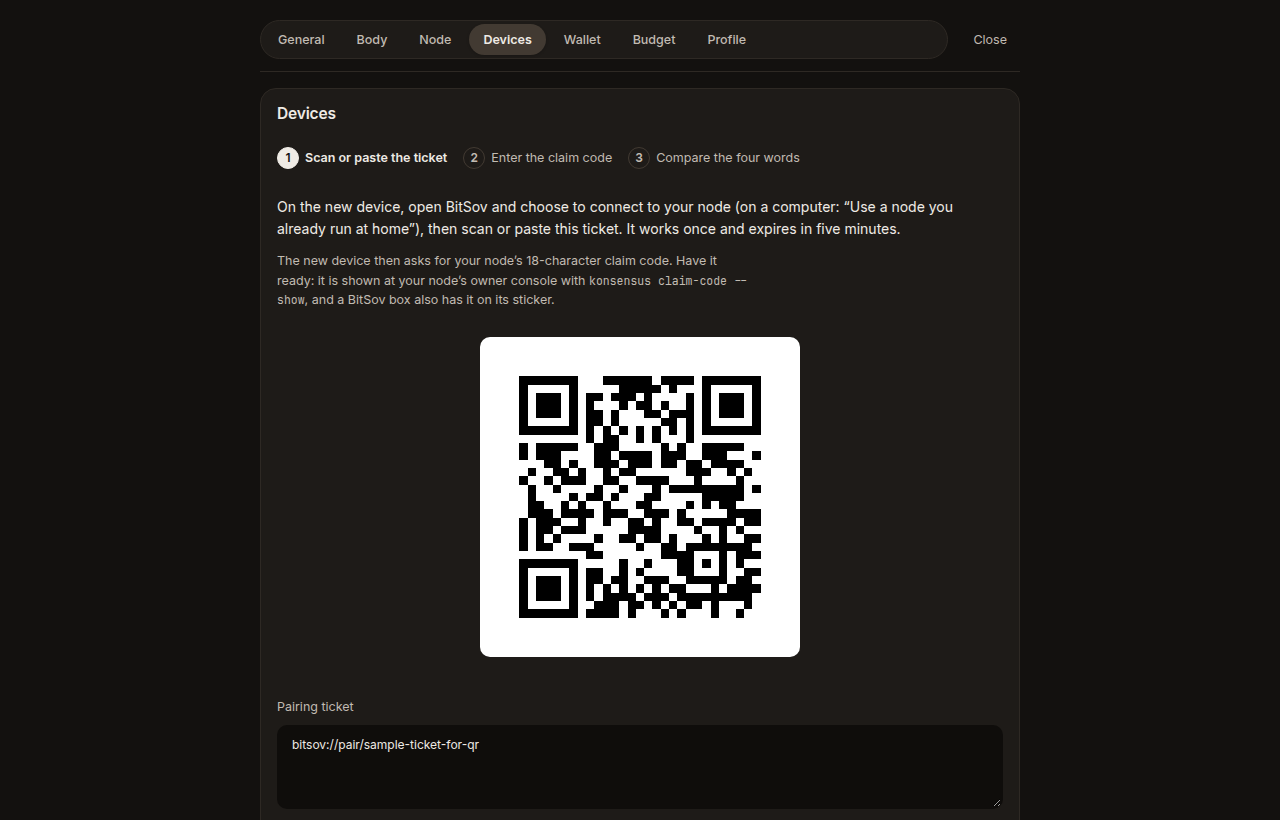 General Body Node Devices Wallet Budget Profile Close
Devices
1 Scan or paste the ticket 2 Enter the claim code 3 Compare the four words
On the new device, open BitSov and choose to connect to your node (on a computer: “Use a node you
already run at home”), then scan or paste this ticket. It works once and expires in five minutes.
The new device then asks for your node’s 18-character claim code. Have it
ready: it is shown at your node’s owner console with konsensus claim-code --
show, and a BitSov box also has it on its sticker.
Pairing ticket
bitsov://pair/sample-ticket-for-qr